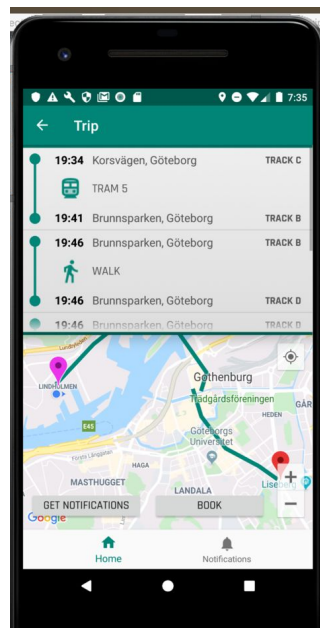 7:35
Trip
19:34 Korsvägen, Göteborg TRACK C
TRAM 5
19:41 Brunnsparken, Göteborg TRACK B
19:46 Brunnsparken, Göteborg TRACK B
WALK
19:46 Brunnsparken, Göteborg TRACK D
19:46 Brunnsparken, Göteborg TRACK D
Gothenburg
LINDHOLMEN
Trädgårdsföreningen
HEDEN
E45
Göteborgs
Universitet
HAGA
MASTHUGGET
LANDALA
GET NOTIFICATIONS
BOOK
Google
Home
Notifications